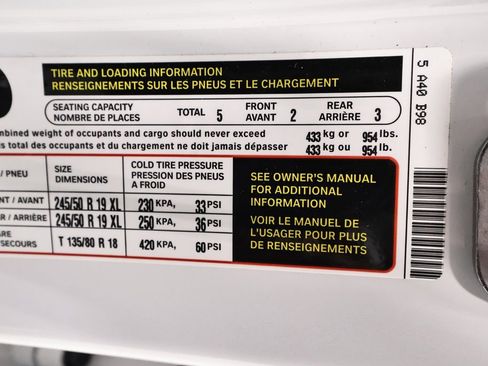 TIRE AND LOADING INFORMATION
RENSEIGNEMENTS SUR LES PNEUS ET LE CHARGEMENT
SEATING CAPACITY
NOMBRE DE PLACES
TOTAL 5
FRONT
AVANT 2
REAR
ARRIÈRE 3
mbined weight of occupants and cargo should never exceed 433 kg or 954 lbs.
s total des occupants et du chargement ne doit jamais dépasser 433 kg ou 954 lb.
/ PNEU
SIZE
DIMENSIONS
COLD TIRE PRESSURE
PRESSION DES PNEUS
A FROID
NT / AVANT 245/50 R 19 XL 230 KPA, 33 PSI
R / ARRIÈRE 245/50 R 19 XL 250 KPA, 36 PSI
RE
SECOURS T 135/80 R 18 420 KPA, 60 PSI
SEE OWNER'S MANUAL
FOR ADDITIONAL
INFORMATION
VOIR LE MANUEL DE
L'USAGER POUR PLUS
DE RENSEIGNEMENTS
5 A49 B98